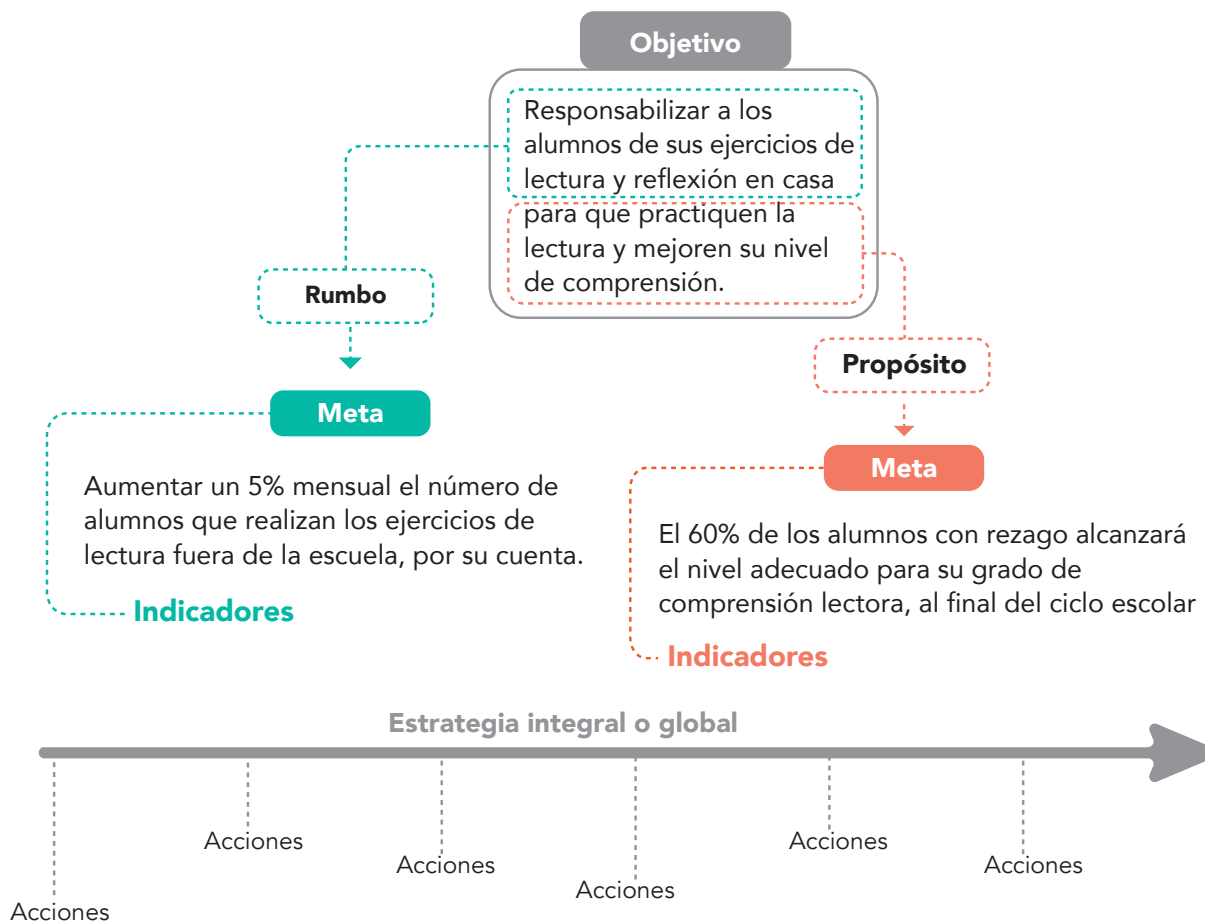 Objetivo
Responsabilizar a los
alumnos de sus ejercicios de
lectura y reflexión en casa
para que practiquen la
lectura y mejoren su nivel
de comprensión.
Rumbo
Propósito
Meta
Aumentar un 5% mensual el número de
alumnos que realizan los ejercicios de
lectura fuera de la escuela, por su cuenta.
Indicadores
Meta
El 60% de los alumnos con rezago alcanzará
el nivel adecuado para su grado de
comprensión lectora, al final del ciclo escolar
Indicadores
Estrategia integral o global
Acciones
Acciones
Acciones
Acciones
Acciones
Acciones